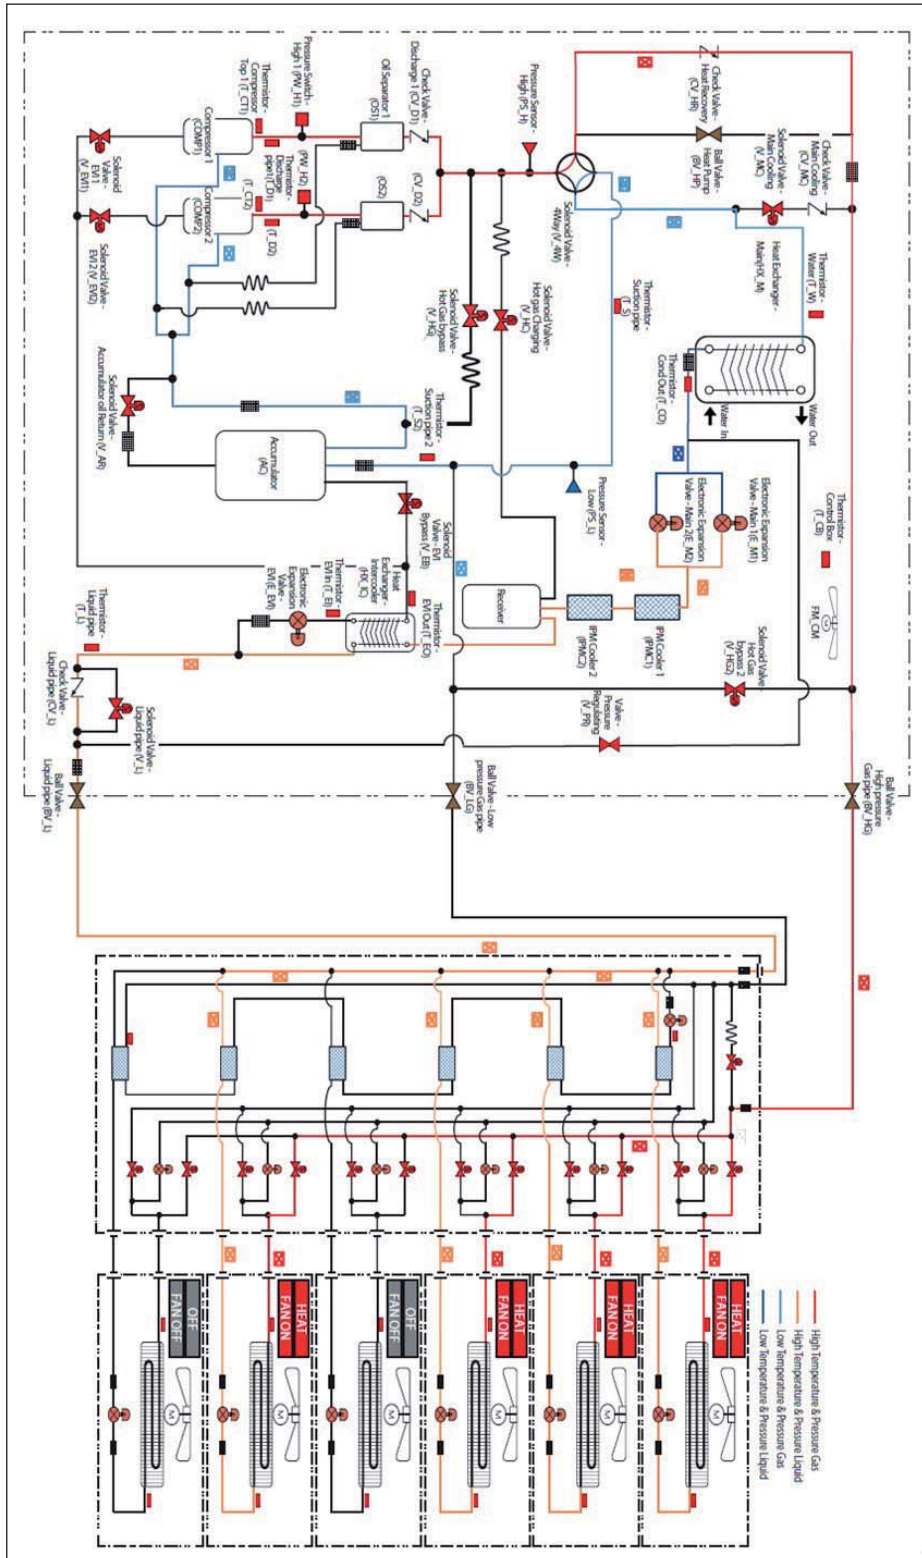 Compressor 1
(COMP1)
Thermistor -
Compressor
Top 1 (T_CT1)
Pressure Switch -
High 1 (PW_H1)
Oil Separator 1
(OS1)
Check Valve -
Discharge 1 (CV_D1)
Pressure Sensor -
High (PS_H)
Check Valve -
Heat Recovery
(CV_HR)
Ball Valve -
Heat Pump
(BV_HP)
Solenoid Valve -
Main Cooling
(V_MC)
Check Valve -
Main Cooling
(CV_MC)
Solenoid
Valve -
EVI 1
(V_EVI1)
Compressor 2
(COMP2)
Thermistor -
Discharge
pipe 1 (T_D1)
(T_CT2)
(PW_H2)
(T_D2)
(OS2)
(CV_D2)
Solenoid Valve -
4Way (V_4W)
Heat Exchanger -
Main(HX_M)
Thermistor -
Water (T_W)
Solenoid Valve -
EVI 2 (V_EVI2)
Solenoid Valve -
Hot Gas bypass
(V_HG)
Solenoid Valve -
Hot gas Charging
(V_HC)
Thermistor -
Suction pipe
(T_S)
Thermistor -
Cond Out (T_CO)
Water In
Water Out
Solenoid Valve -
Accumulator oil Return (V_AR)
Accumulator
(AC)
Thermistor -
Suction pipe 2
(T_S2)
Solenoid
Valve - EVI
Bypass (V_EB)
Pressure Sensor -
Low (PS_L)
Electronic Expansion
Valve - Main 2(E_M2)
Electronic Expansion
Valve - Main 1(E_M1)
Thermistor -
Control Box
(T_CB)
Thermistor -
Liquid pipe
(T_L)
Electronic
Expansion
Valve -
EVI (E_EVI)
Thermistor -
EVI In (T_EI)
Heat
Exchanger -
Intercooler
(HX_IC)
Thermistor -
EVI Out (T_EO)
Receiver
IPM Cooler 2
(IPMC2)
IPM Cooler 1
(IPMC1)
FM_CM
M
Check Valve -
Liquid pipe (CV_L)
Solenoid Valve -
Liquid pipe (V_L)
Valve -
Pressure
Regulating
(V_PR)
Solenoid Valve -
Hot Gas
bypass 2
(V_HG2)
Ball Valve -
Liquid pipe (BV_L)
Ball Valve - Low
pressure Gas pipe
(BV_LG)
Ball Valve -
High pressure
Gas pipe (BV_HG)
OFF
FAN OFF
M
HEAT
FAN ON
M
OFF
FAN OFF
M
HEAT
FAN ON
M
HEAT
FAN ON
M
HEAT
FAN ON
M
High Temperature & Pressure Gas
High Temperature & Pressure Liquid
Low Temperature & Pressure Gas
Low Temperature & Pressure Liquid